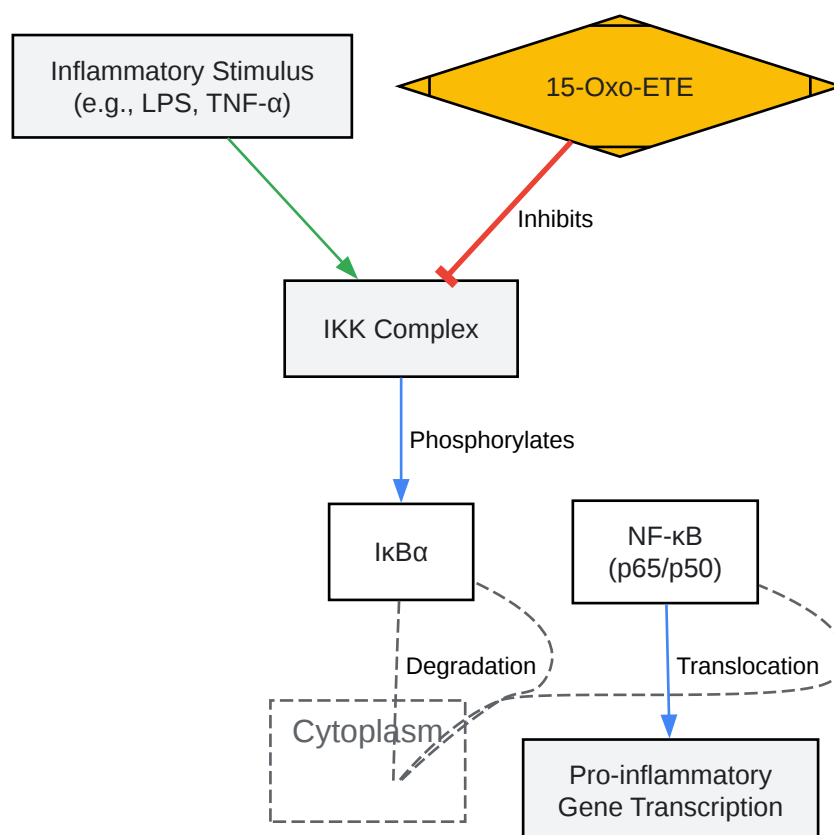 Inflammatory Stimulus
(e.g., LPS, TNF-α)
15-Oxo-ETE
Inhibits
IKK Complex
Phosphorylates
IκBα
NF-κB
(p65/p50)
Degradation
Translocation
Cytoplasm
Pro-inflammatory
Gene Transcription